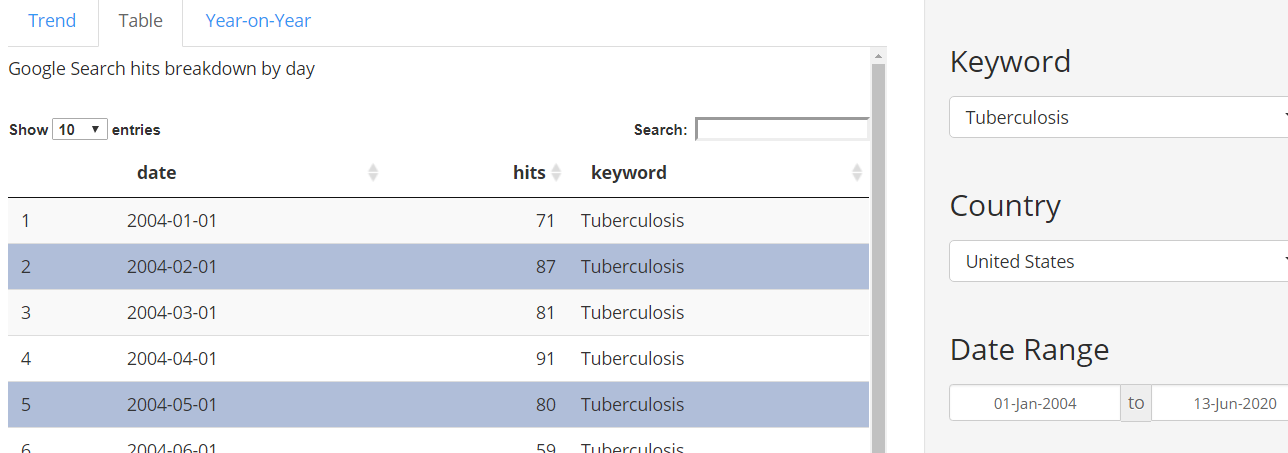 Trend Table Year-on-Year
Google Search hits breakdown by day
Show 10 entries
Search:
date hits keyword
1 2004-01-01 71 Tuberculosis
2 2004-02-01 87 Tuberculosis
3 2004-03-01 81 Tuberculosis
4 2004-04-01 91 Tuberculosis
5 2004-05-01 80 Tuberculosis
6 2004-06-01 59 Tuberculosis
Keyword
Tuberculosis
Country
United States
Date Range
01-Jan-2004 to 13-Jun-2020